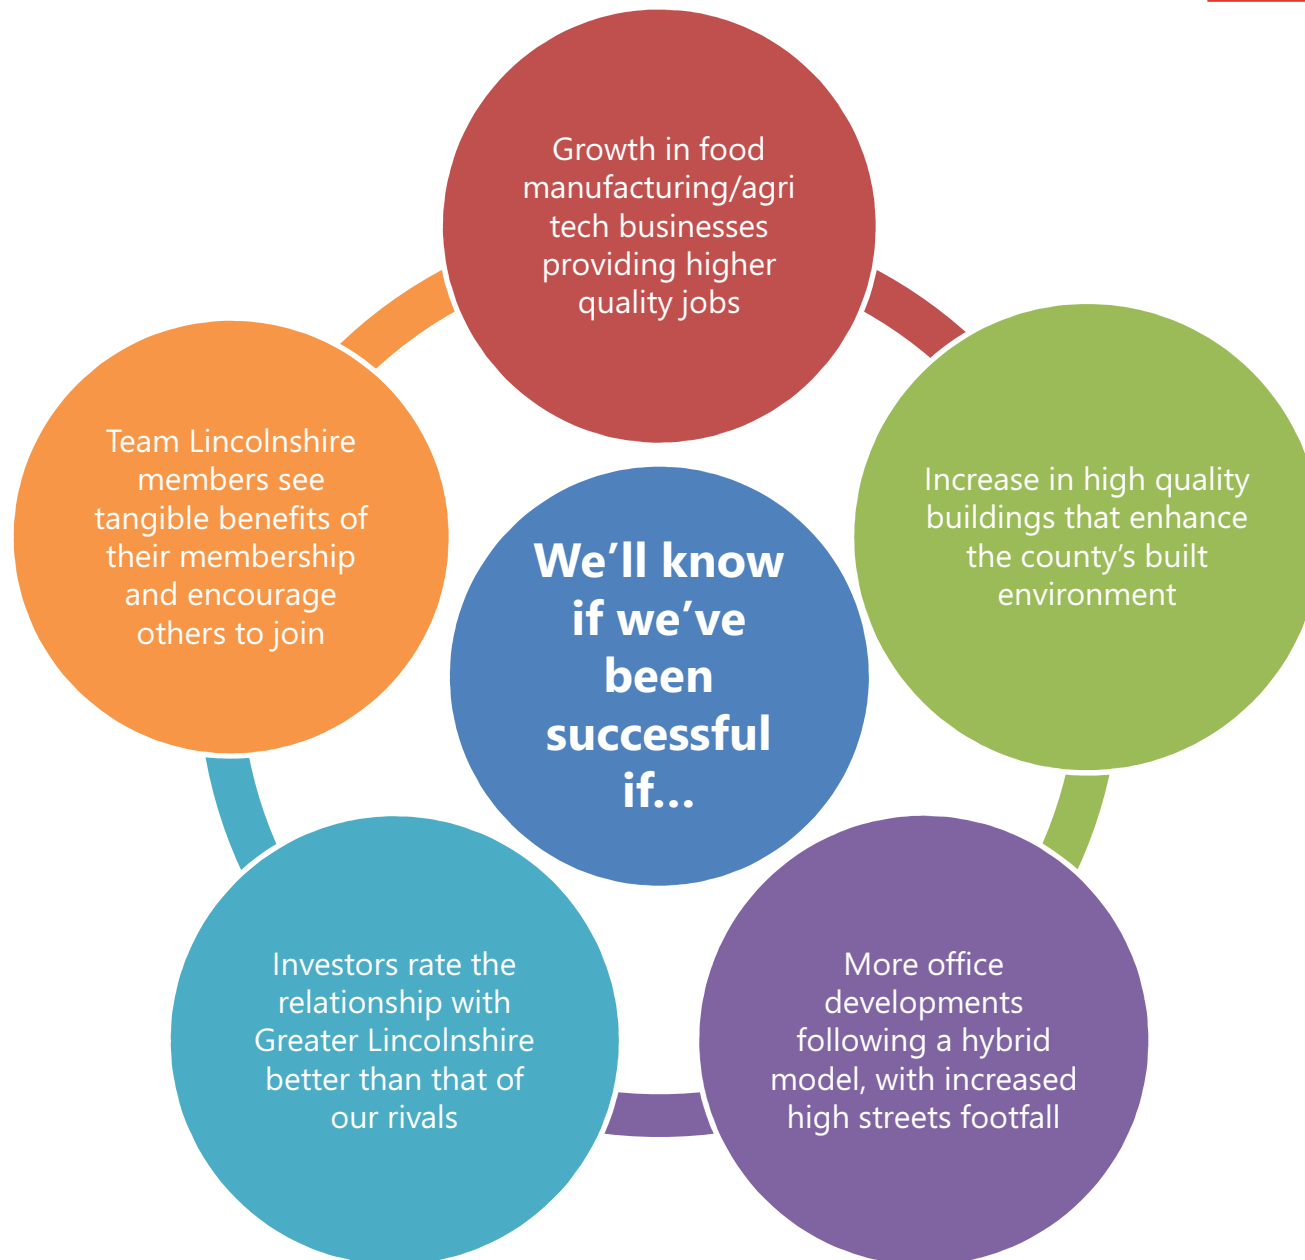 Growth in food
manufacturing/agri
tech businesses
providing higher
quality jobs
Increase in high quality
buildings that enhance
the county’s built
environment
More office
developments
following a hybrid
model, with increased
high streets footfall
Investors rate the
relationship with
Greater Lincolnshire
better than that of
our rivals
Team Lincolnshire
members see
tangible benefits of
their membership
and encourage
others to join
We’ll know
if we’ve
been
successful
if…